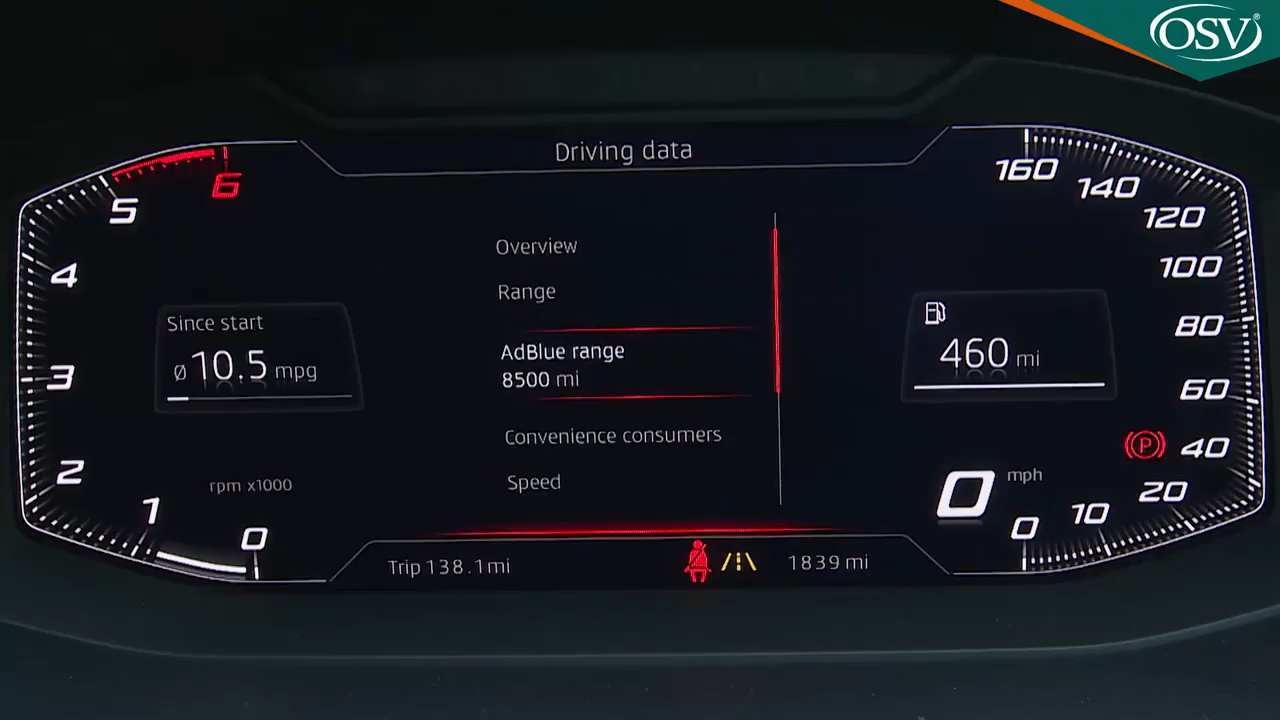 OSV®
Driving data
6
5
4
3
2
1
0
rpm x1000
Since start
ø 10.5 mpg
Overview
Range
AdBlue range
8500 mi
Convenience consumers
Speed
460 mi
0 mph
160
140
120
100
80
60
40
20
10
0
P
Trip 138.1 mi
1839 mi